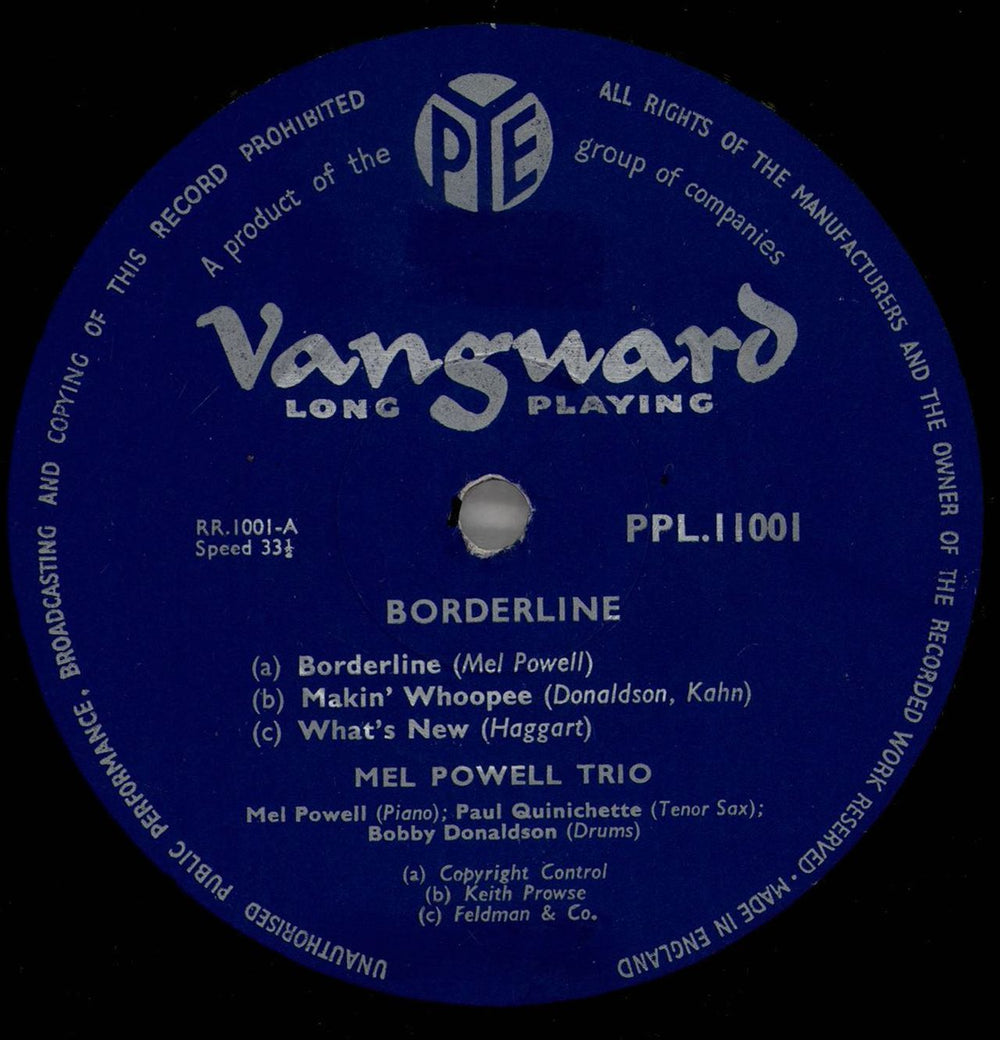 UNAUTHORISED PUBLIC PERFORMANCE. BROADCASTING AND COPYING OF THIS RECORD PROHIBITED
ALL RIGHTS OF THE MANUFACTURERS AND THE OWNER OF THE RECORDED WORK RESERVED · MADE IN ENGLAND
A product of the
PYE
group of companies
Vanguard
LONG PLAYING
RR.1001-A
Speed 33½
PPL.11001
BORDERLINE
(a) Borderline (Mel Powell)
(b) Makin' Whoopee (Donaldson, Kahn)
(c) What's New (Haggart)
MEL POWELL TRIO
Mel Powell (Piano); Paul Quinichette (Tenor Sax);
Bobby Donaldson (Drums)
(a) Copyright Control
(b) Keith Prowse
(c) Feldman & Co.